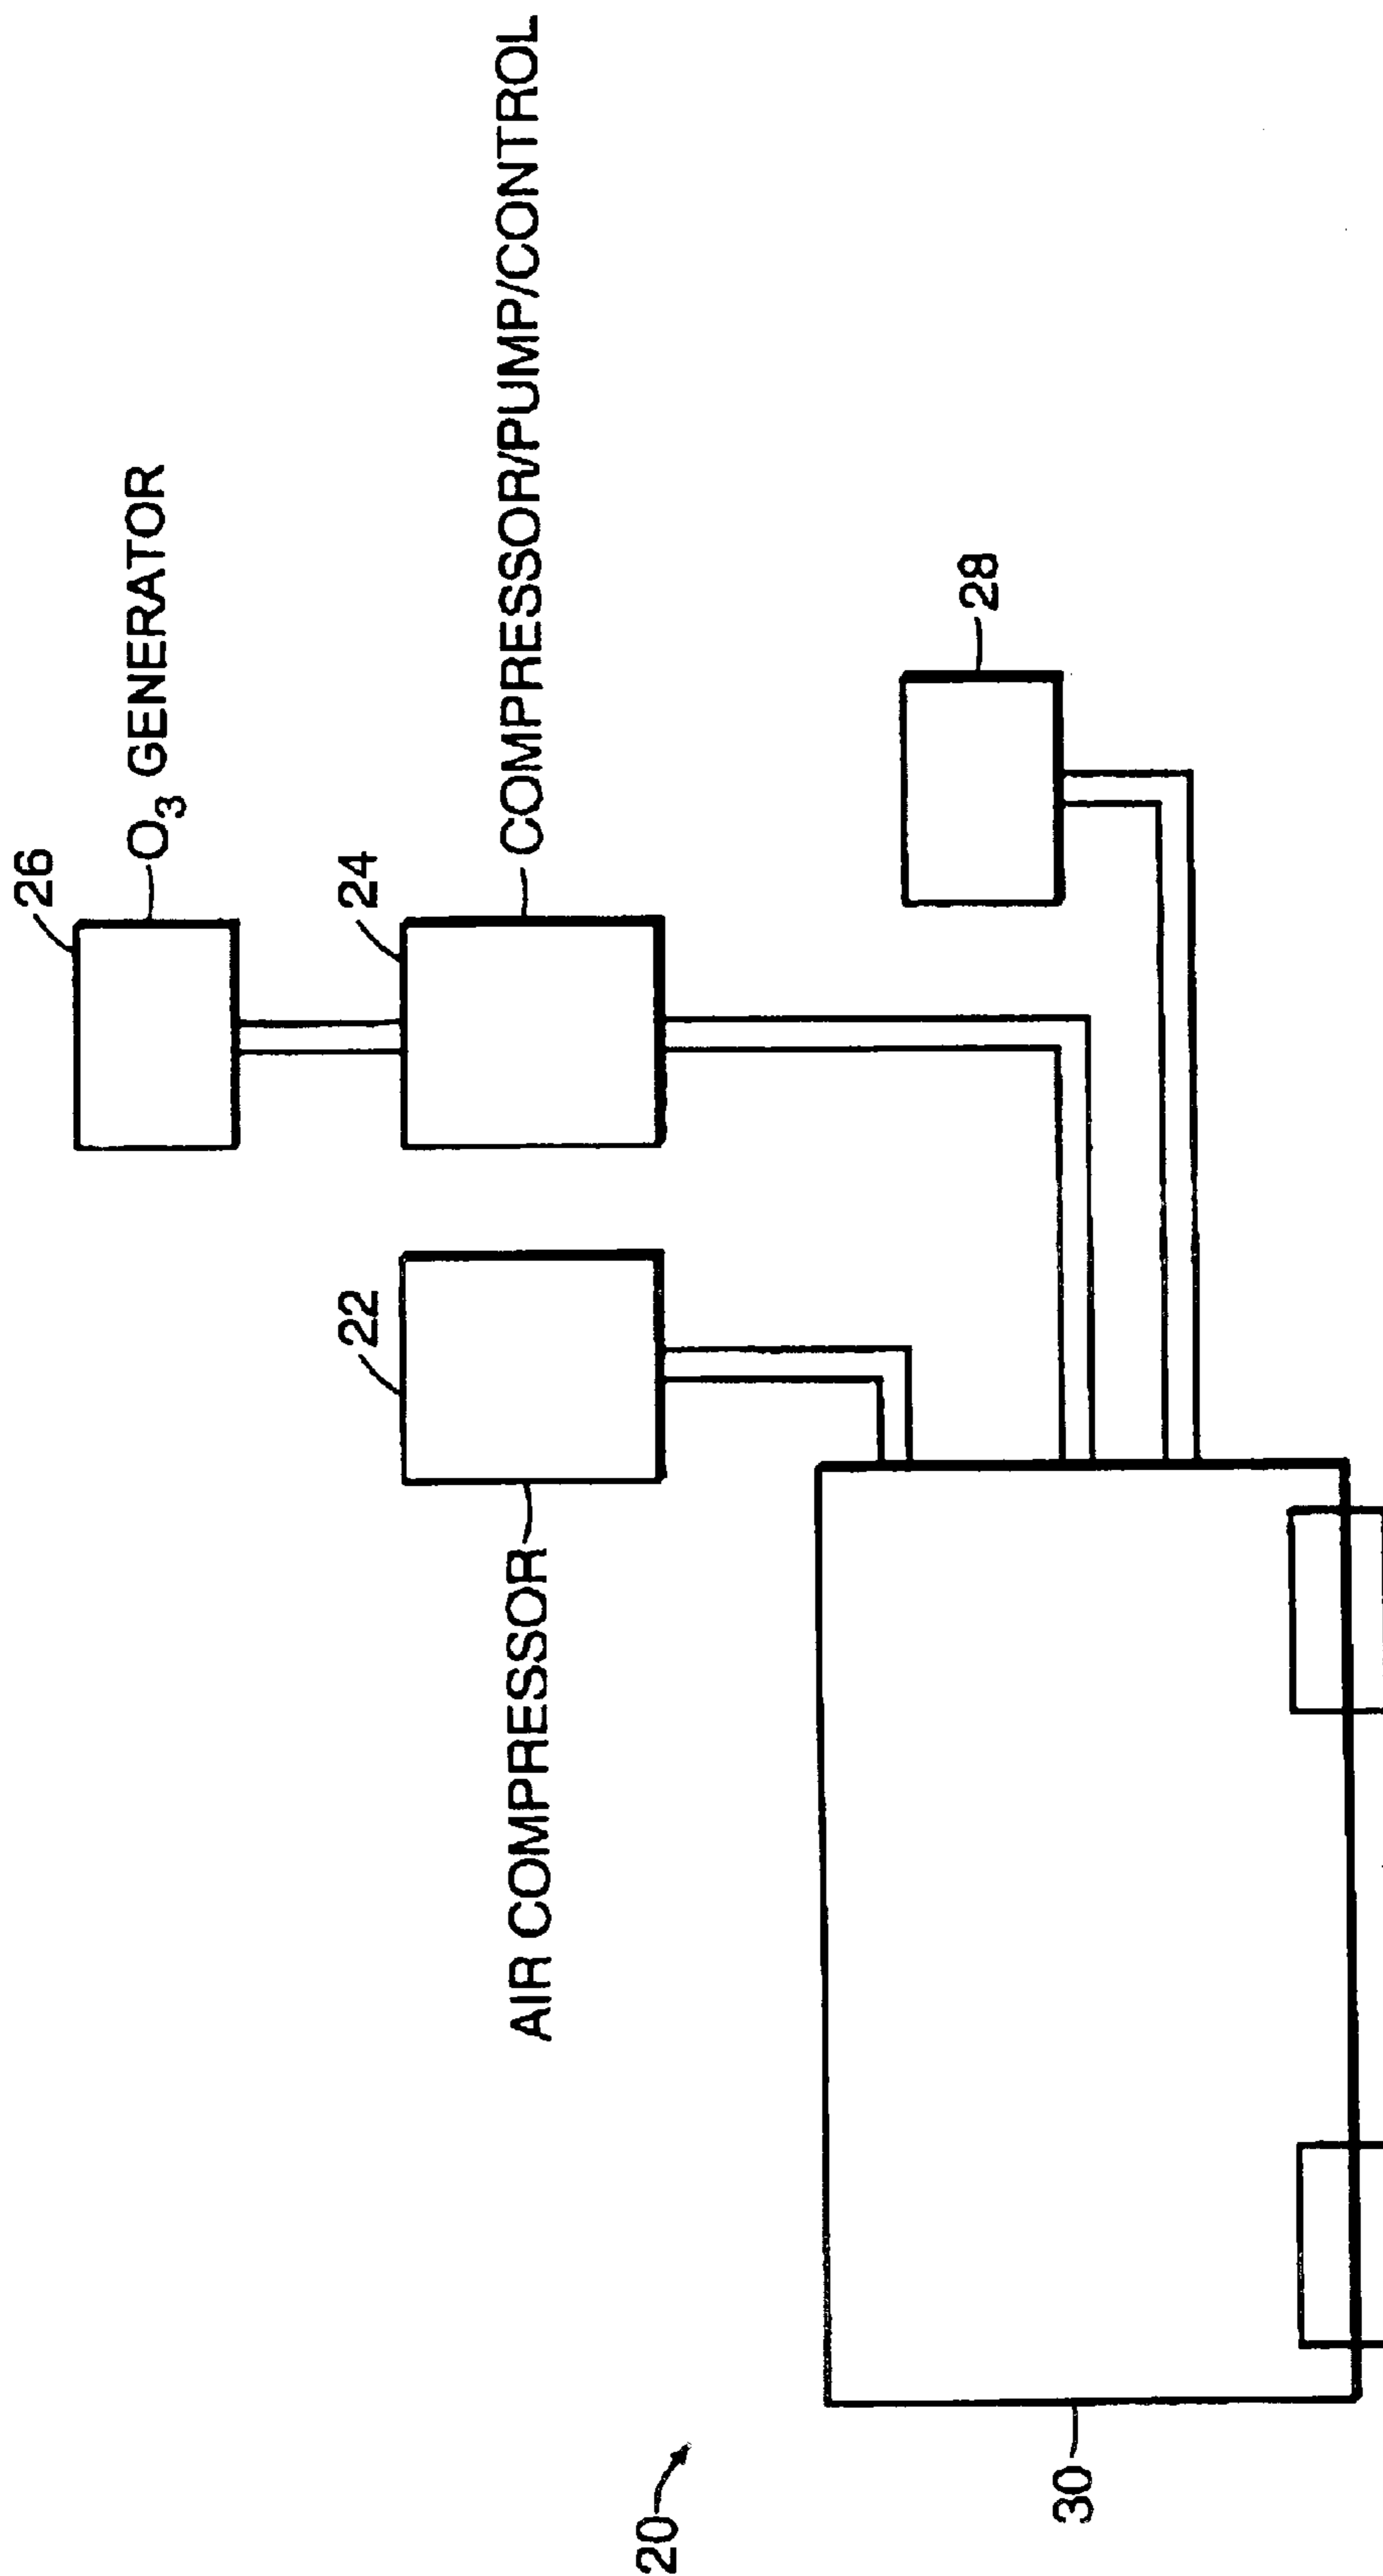 26
O₃ GENERATOR
24
COMPRESSOR/PUMP/CONTROL
22
AIR COMPRESSOR
28
20
30